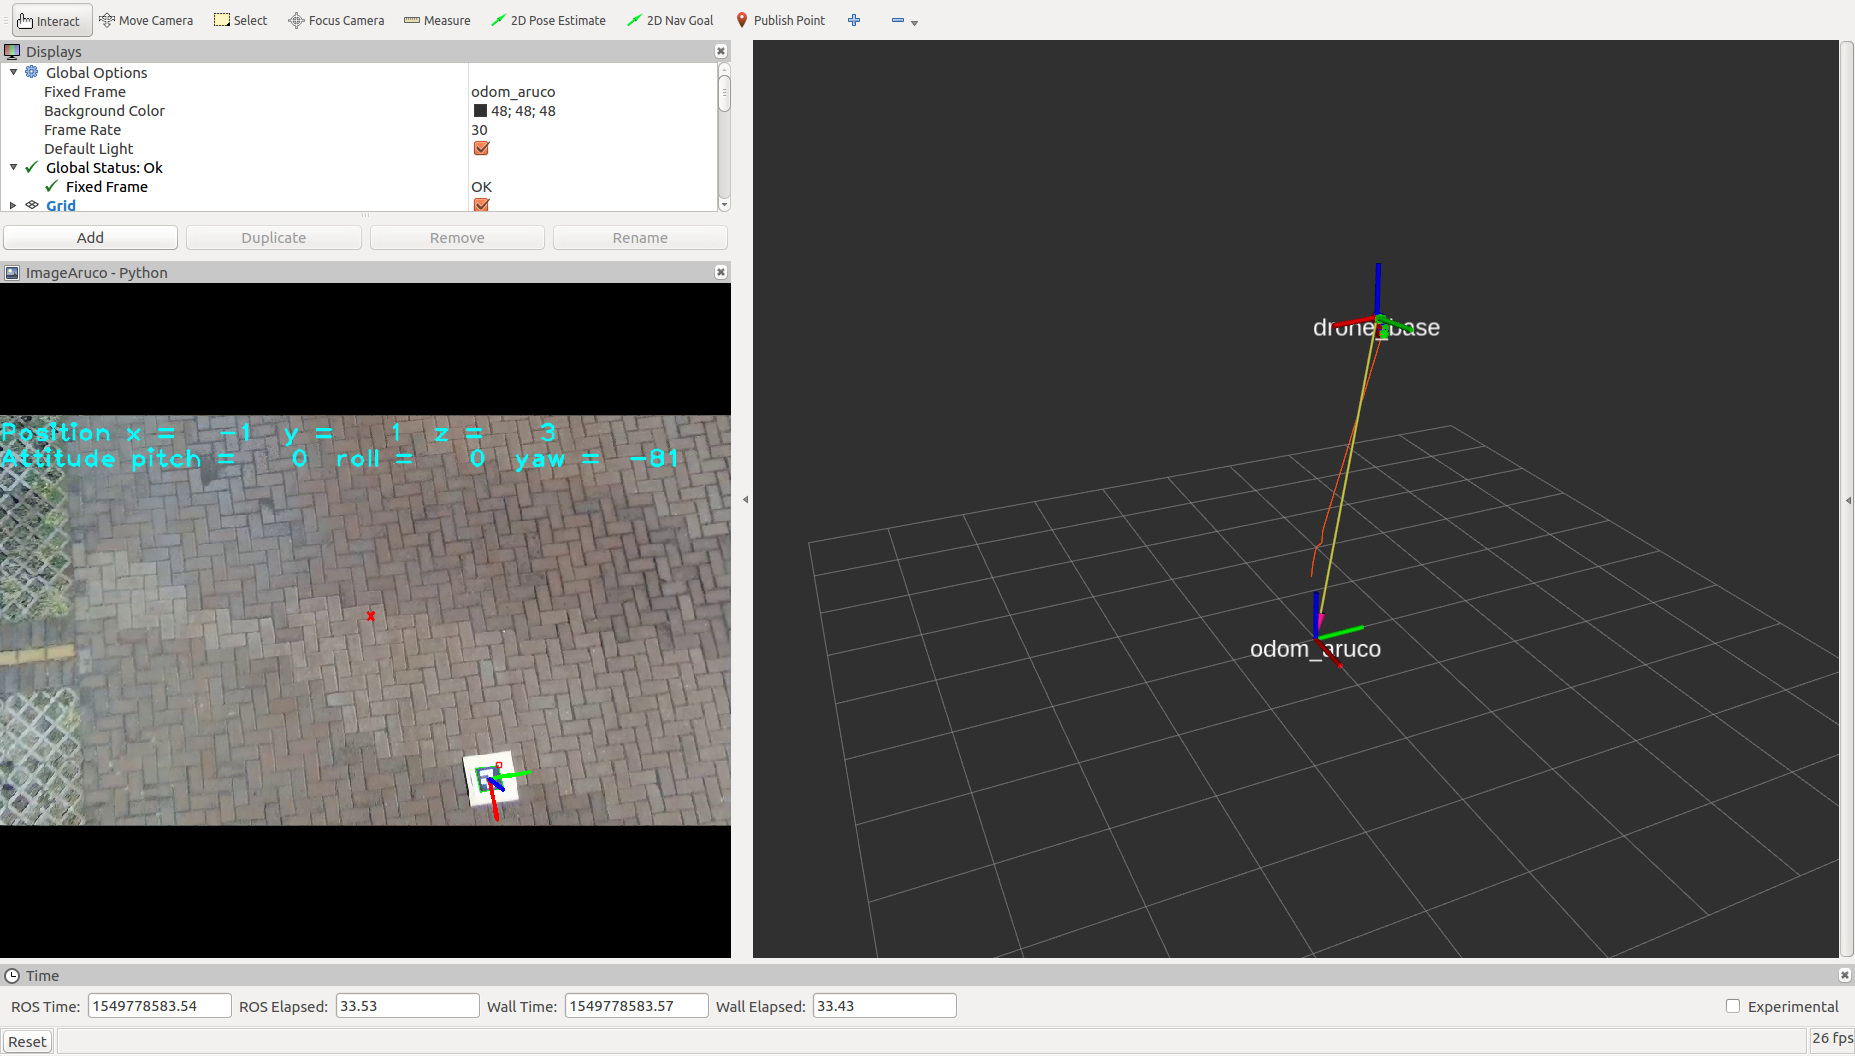 Interact Move Camera Select Focus Camera Measure 2D Pose Estimate 2D Nav Goal Publish Point
Displays
Global Options
Fixed Frame odom_aruco
Background Color 48; 48; 48
Frame Rate 30
Default Light
Global Status: Ok
Fixed Frame OK
Grid
Add Duplicate Remove Rename
ImageAruco - Python
Position x = -1 y = 1 z = 3
Attitude pitch = 0 roll = 0 yaw = -81
drone_base
odom_aruco
Time
ROS Time: 1549778583.54 ROS Elapsed: 33.53 Wall Time: 1549778583.57 Wall Elapsed: 33.43 Experimental
Reset 26 fps